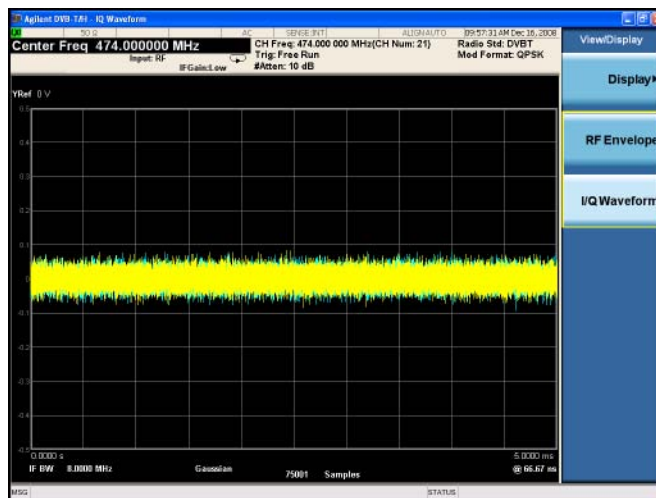 Agilent DVB-T/H - IQ Waveform
50 Ω AC SENSE:INT ALIGN AUTO 09:57:31 AM Dec 16, 2008
Center Freq 474.000000 MHz
Input: RF
IFGain:Low
CH Freq: 474.000 000 MHz(CH Num: 21)
Trig: Free Run
#Atten: 10 dB
Radio Std: DVBT
Mod Format: QPSK
View/Display
Display
RF Envelope
I/Q Waveform
YRef 0 V
0.5
0.4
0.3
0.2
0.1
0
-0.1
-0.2
-0.3
-0.4
-0.5
0.0000 s 5.0000 ms
IF BW 8.0000 MHz Gaussian 75001 Samples @ 66.67 ns
MSG STATUS